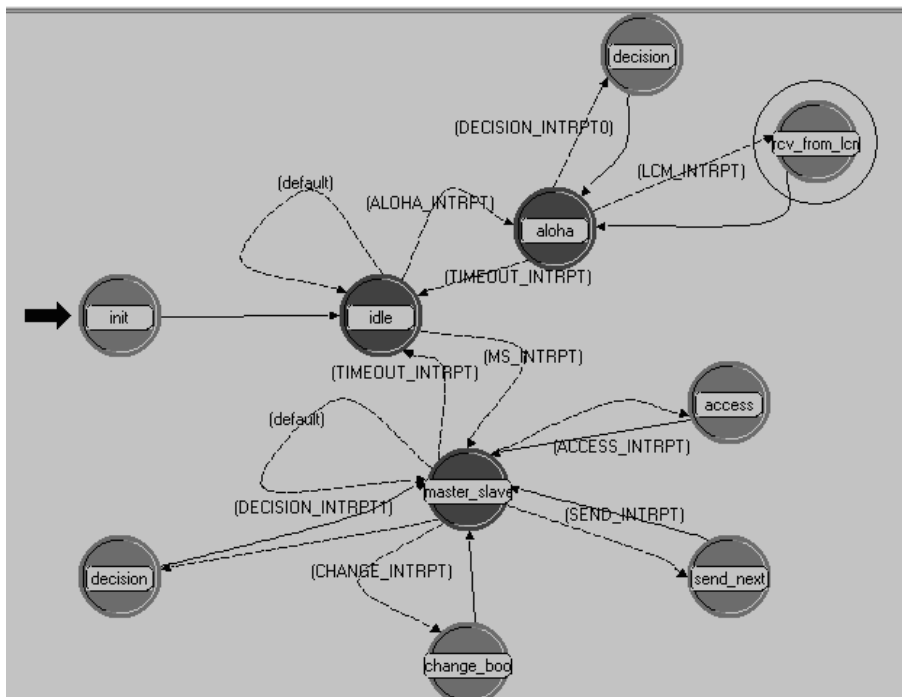 decision
(DECISION_INTRPT0)
rcv_from_lcn
(LCM_INTRPT)
(default)
(ALOHA_INTRPT)
aloha
(TIMEOUT_INTRPT)
init
idle
(MS_INTRPT)
(TIMEOUT_INTRPT)
access
(default)
(ACCESS_INTRPT)
master_slave
(DECISION_INTRPT1)
(SEND_INTRPT)
decision
(CHANGE_INTRPT)
send_next
change_boo